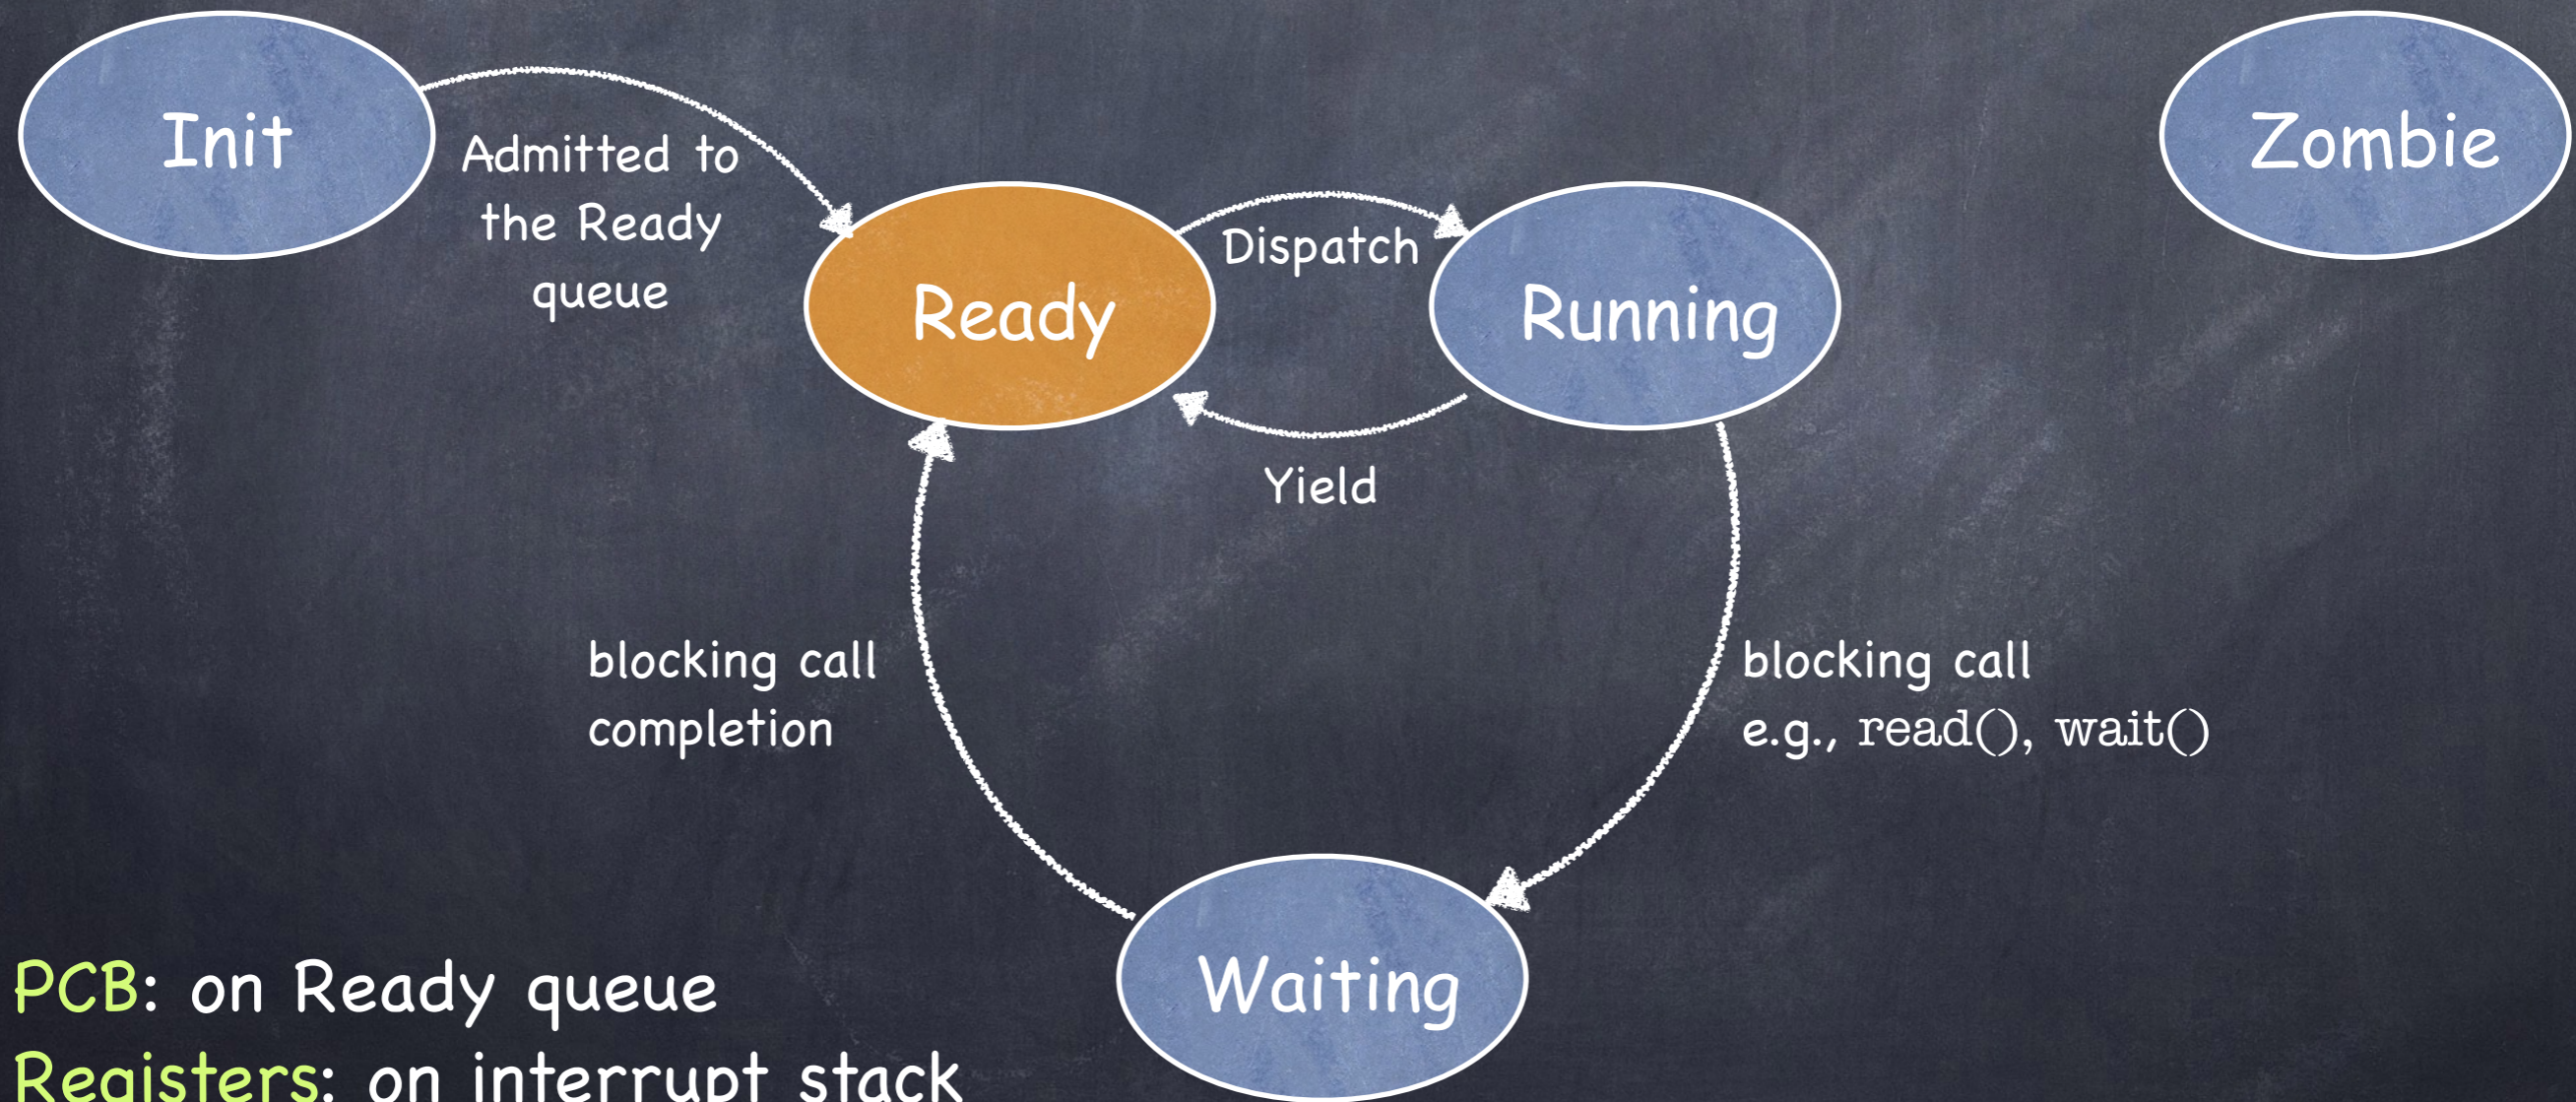 Init
Zombie
Admitted to
the Ready
queue
Ready
Dispatch
Running
Yield
blocking call
completion
blocking call
e.g., read(), wait()
Waiting
PCB: on Ready queue
Registers: on interrupt stack